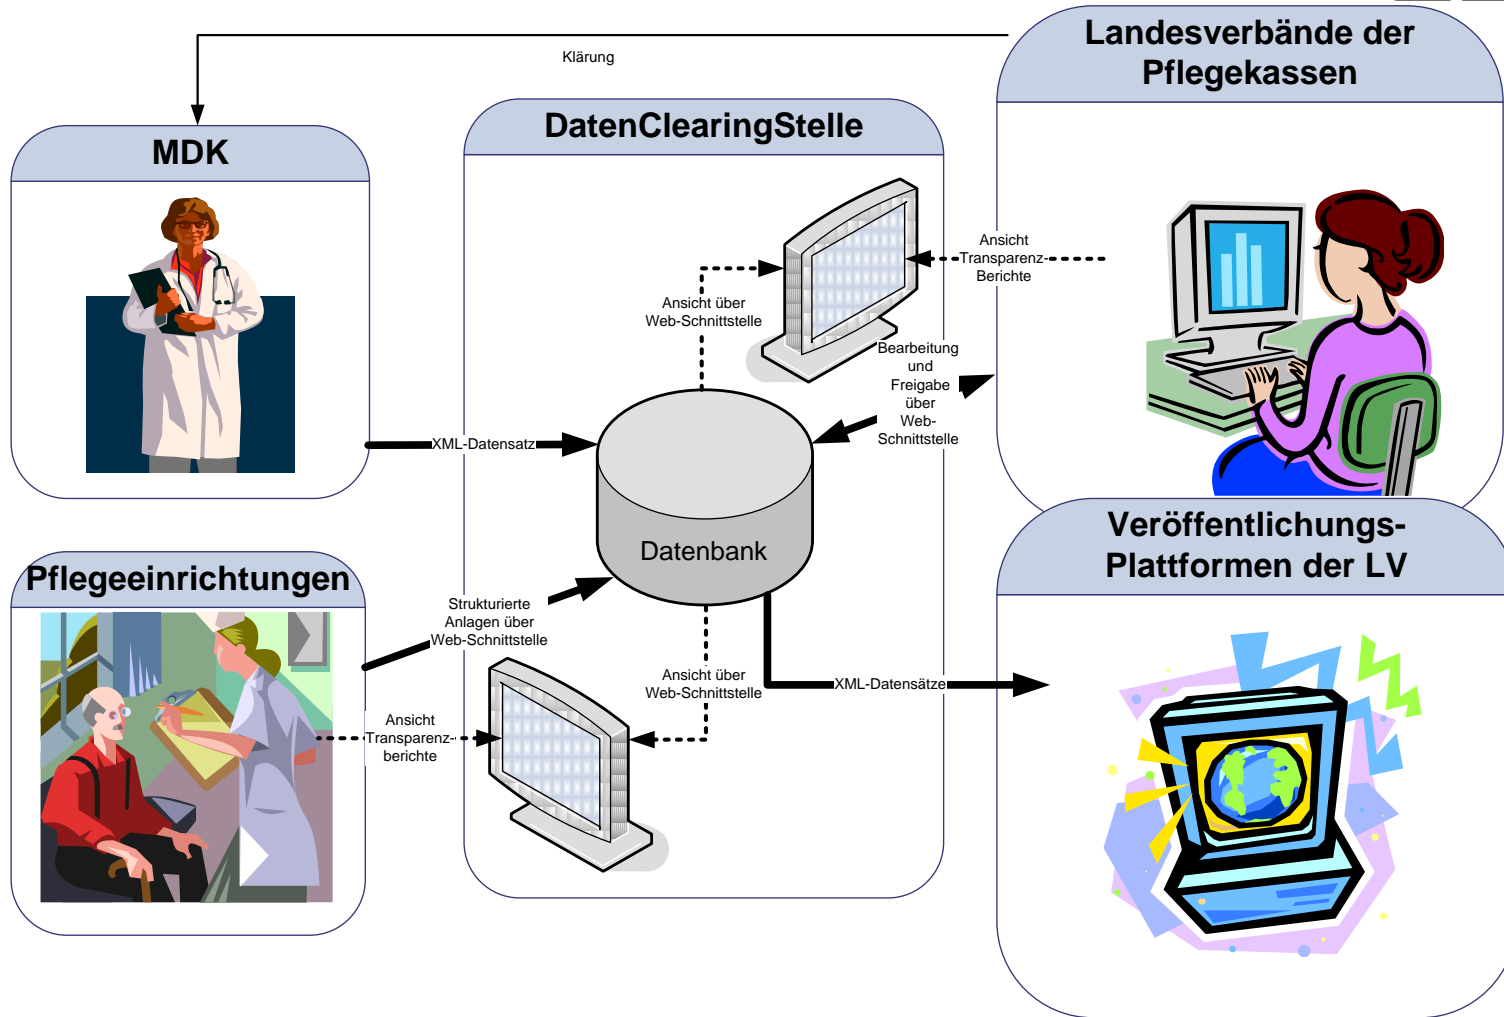 Landesverbände der
Pflegekassen
Klärung
DatenClearingStelle
MDK
Ansicht
Transparenz-
Berichte
Ansicht über
Web-Schnittstelle
Bearbeitung
und
Freigabe
über
Web-
Schnittstelle
XML-Datensatz
Datenbank
Veröffentlichungs-
Plattformen der LV
Pflegeeinrichtungen
Strukturierte
Anlagen über
Web-Schnittstelle
Ansicht über
Web-Schnittstelle
XML-Datensätze
Ansicht
Transparenz-
berichte